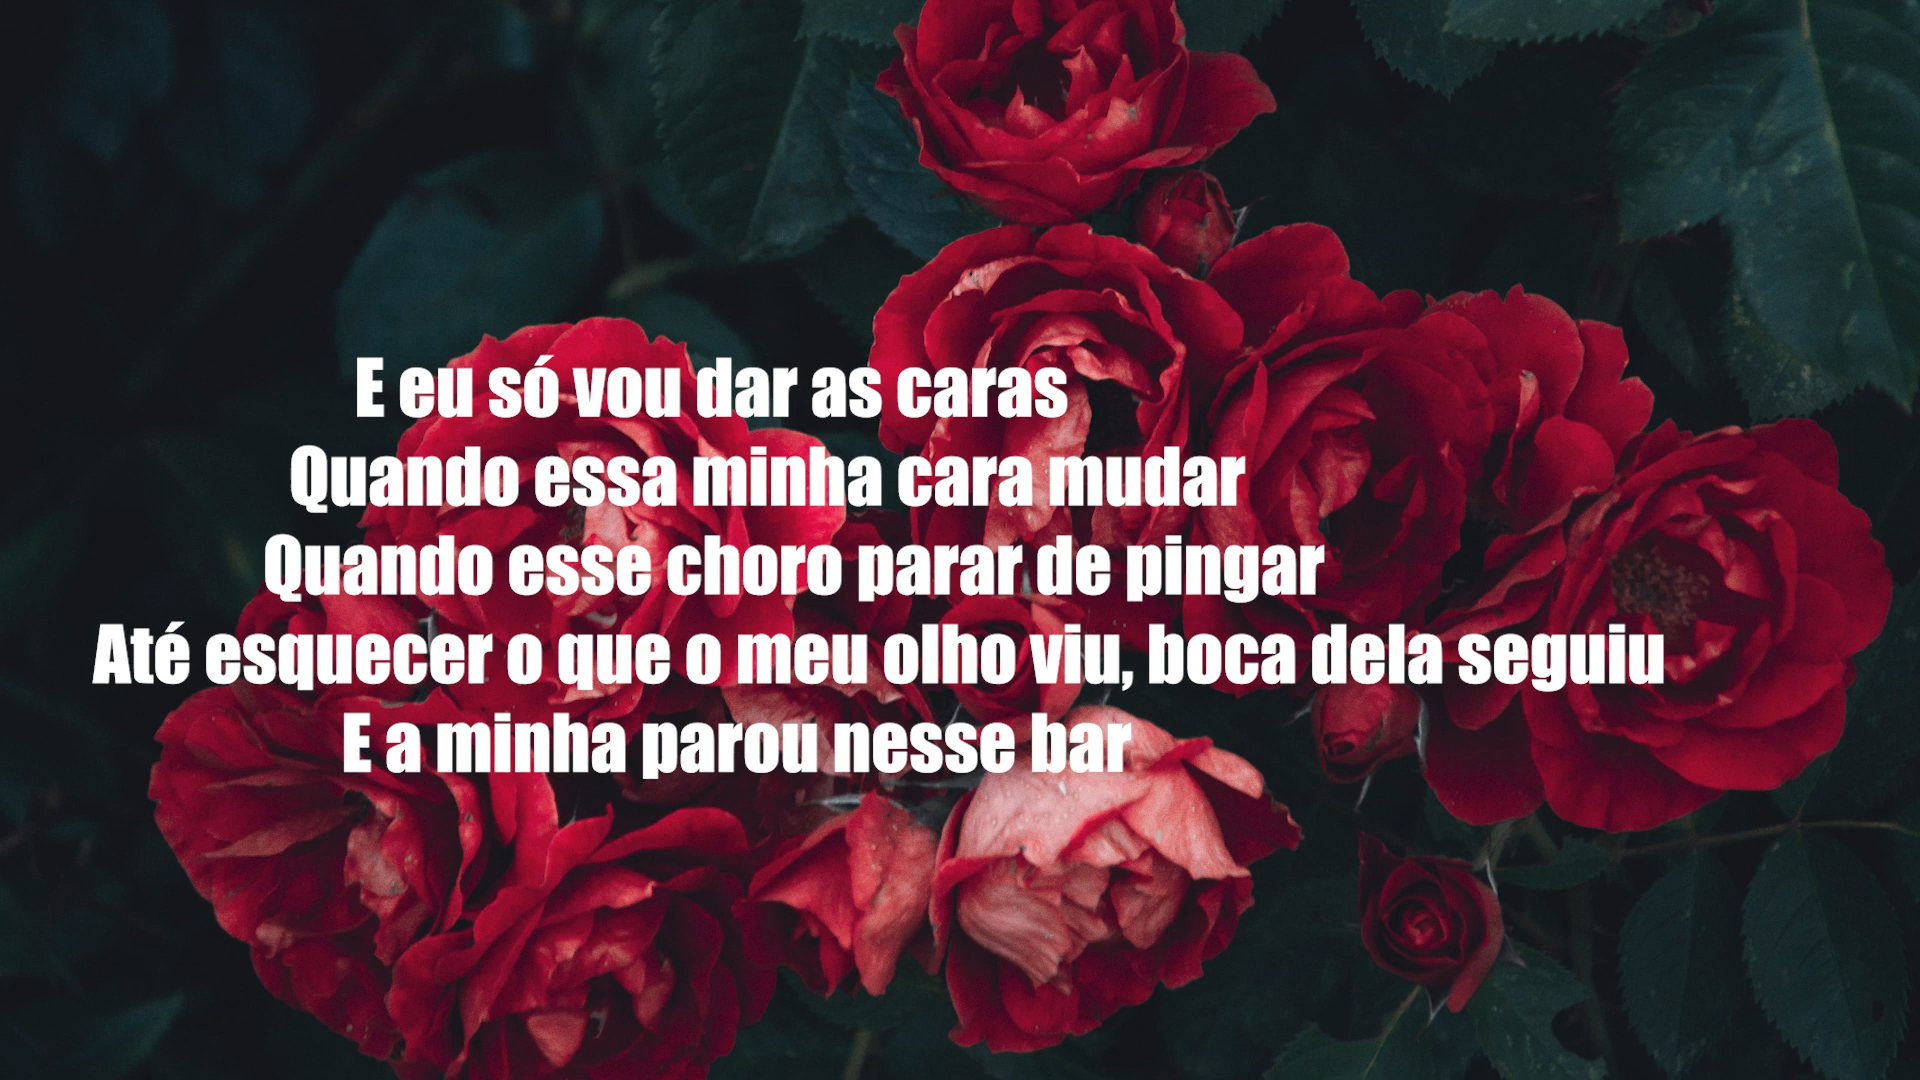 E eu só vou dar as caras
Quando essa minha cara mudar
Quando esse choro parar de pingar
Até esquecer o que o meu olho viu, boca dela seguiu
E a minha parou nesse bar